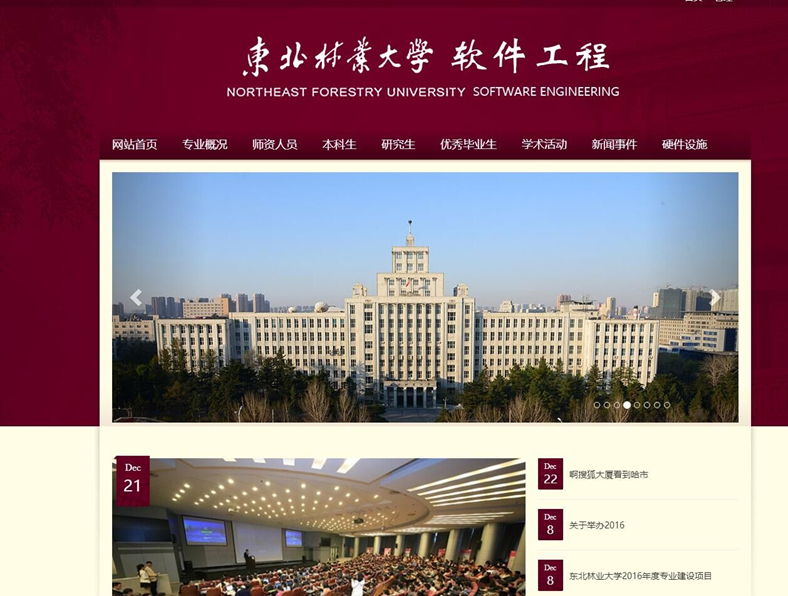 東北林業大學 软件工程
NORTHEAST FORESTRY UNIVERSITY SOFTWARE ENGINEERING
网站首页 专业概况 师资人员 本科生 研究生 优秀毕业生 学术活动 新闻事件 硬件设施
Dec
21
Dec
22
啊搜狐大厦看到哈市
Dec
8
关于举办2016
Dec
8
东北林业大学2016年度专业建设项目